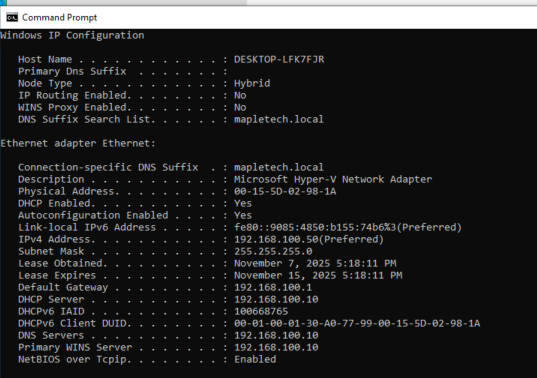 Command Prompt
Windows IP Configuration
Host Name . . . . . . . . . . . . : DESKTOP-LFK7FJR
Primary Dns Suffix  . . . . . . . :
Node Type . . . . . . . . . . . . : Hybrid
IP Routing Enabled. . . . . . . . : No
WINS Proxy Enabled. . . . . . . . : No
DNS Suffix Search List. . . . . . : mapletech.local
Ethernet adapter Ethernet:
Connection-specific DNS Suffix  . : mapletech.local
Description . . . . . . . . . . . : Microsoft Hyper-V Network Adapter
Physical Address. . . . . . . . . : 00-15-5D-02-98-1A
DHCP Enabled. . . . . . . . . . . : Yes
Autoconfiguration Enabled . . . . : Yes
Link-local IPv6 Address . . . . . : fe80::9085:4850:b155:74b6%3(Preferred)
IPv4 Address. . . . . . . . . . . : 192.168.100.50(Preferred)
Subnet Mask . . . . . . . . . . . : 255.255.255.0
Lease Obtained. . . . . . . . . . : November 7, 2025 5:18:11 PM
Lease Expires . . . . . . . . . . : November 15, 2025 5:18:11 PM
Default Gateway . . . . . . . . . : 192.168.100.1
DHCP Server . . . . . . . . . . . : 192.168.100.10
DHCPv6 IAID . . . . . . . . . . . : 100668765
DHCPv6 Client DUID. . . . . . . . : 00-01-00-01-30-A0-77-99-00-15-5D-02-98-1A
DNS Servers . . . . . . . . . . . : 192.168.100.10
Primary WINS Server . . . . . . . : 192.168.100.10
NetBIOS over Tcpip. . . . . . . . : Enabled